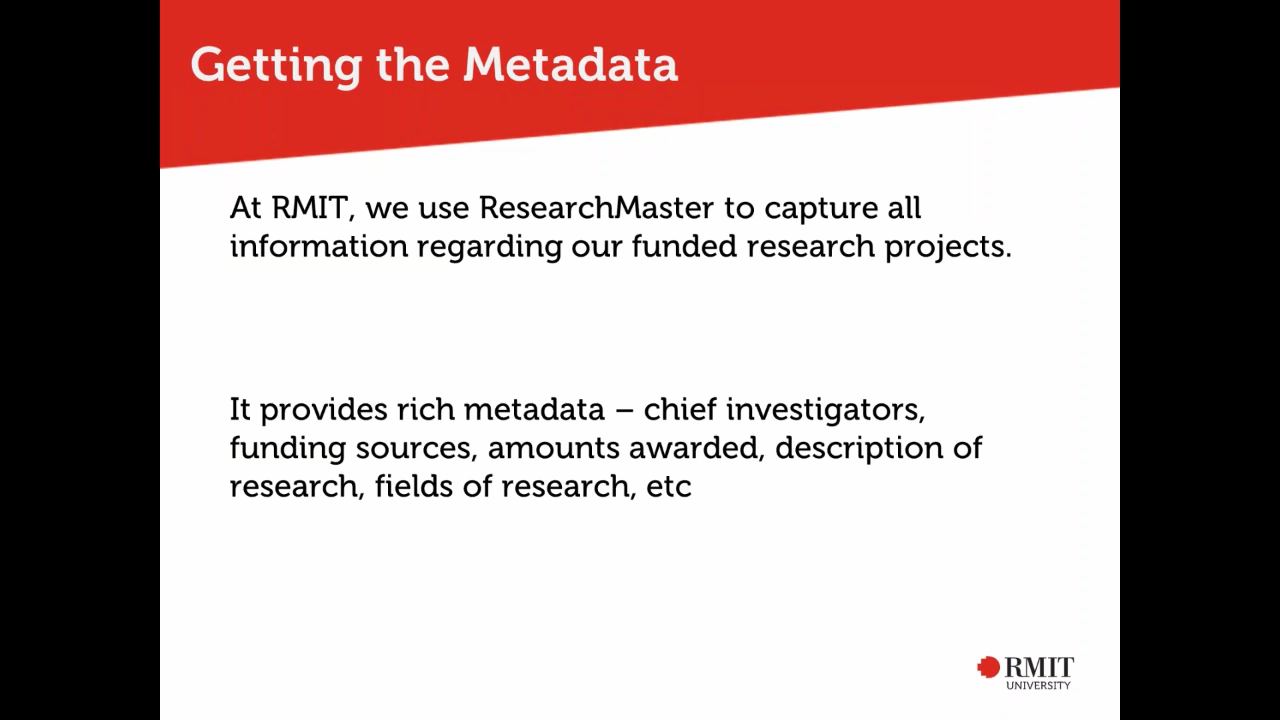 Getting the Metadata
At RMIT, we use ResearchMaster to capture all
information regarding our funded research projects.
It provides rich metadata – chief investigators,
funding sources, amounts awarded, description of
research, fields of research, etc
RMIT
UNIVERSITY